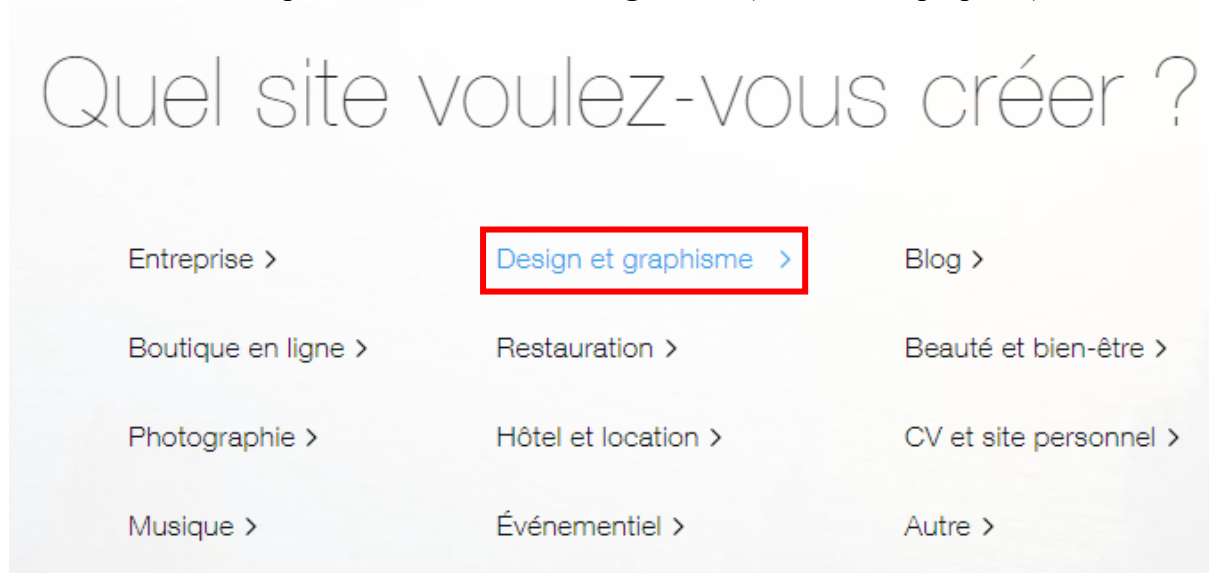 Quel site voulez-vous créer ?
Entreprise > Design et graphisme > Blog >
Boutique en ligne > Restauration > Beauté et bien-être >
Photographie > Hôtel et location > CV et site personnel >
Musique > Événementiel > Autre >